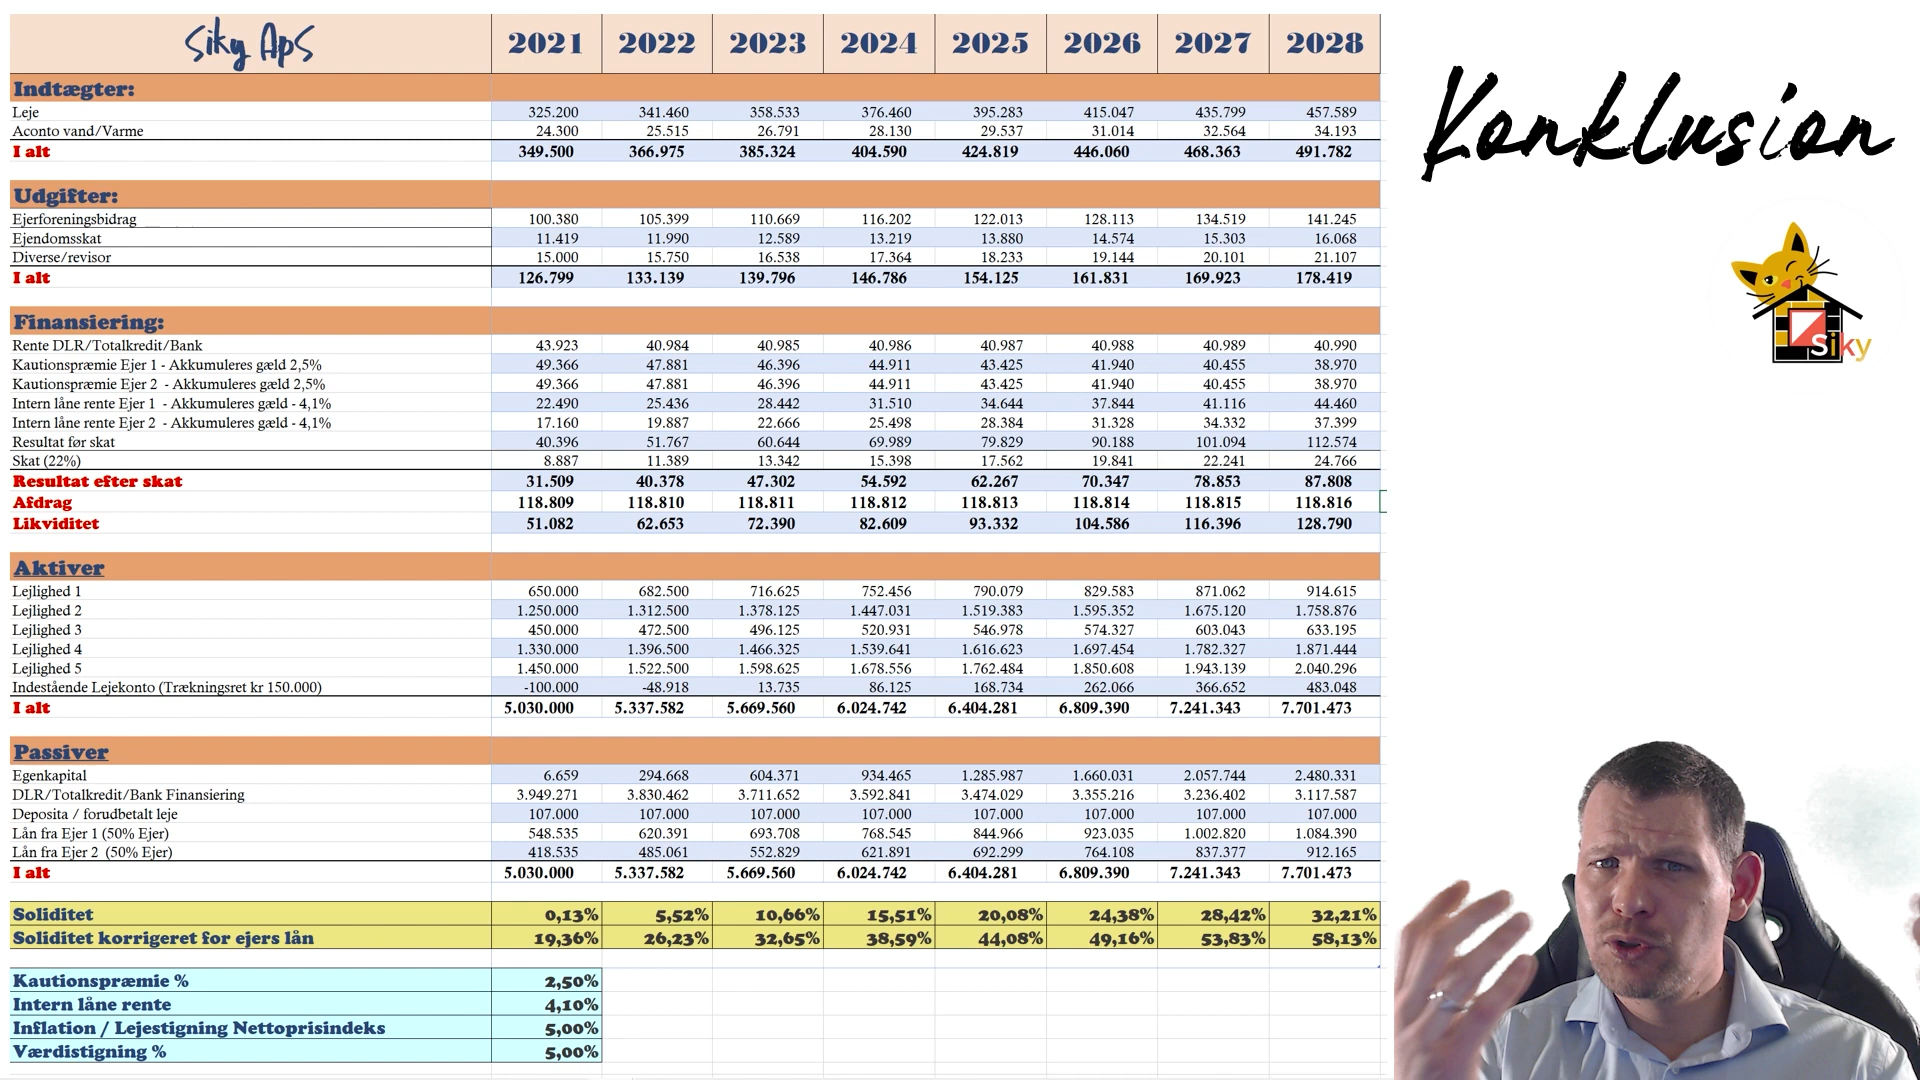 Siky ApS 2021 2022 2023 2024 2025 2026 2027 2028
Indtægter:
Leje 325.200 341.460 358.533 376.460 395.283 415.047 435.799 457.589
Aconto vand/Varme 24.300 25.515 26.791 28.130 29.537 31.014 32.564 34.193
I alt 349.500 366.975 385.324 404.590 424.819 446.060 468.363 491.782
Udgifter:
Ejerforeningsbidrag 100.380 105.399 110.669 116.202 122.013 128.113 134.519 141.245
Ejendomsskat 11.419 11.990 12.589 13.219 13.880 14.574 15.303 16.068
Diverse/revisor 15.000 15.750 16.538 17.364 18.233 19.144 20.101 21.107
I alt 126.799 133.139 139.796 146.786 154.125 161.831 169.923 178.419
Finansiering:
Rente DLR/Totalkredit/Bank 43.923 40.984 40.985 40.986 40.987 40.988 40.989 40.990
Kautionspræmie Ejer 1 - Akkumuleres gæld 2,5% 49.366 47.881 46.396 44.911 43.425 41.940 40.455 38.970
Kautionspræmie Ejer 2 - Akkumuleres gæld 2,5% 49.366 47.881 46.396 44.911 43.425 41.940 40.455 38.970
Intern låne rente Ejer 1 - Akkumuleres gæld - 4,1% 22.490 25.436 28.442 31.510 34.644 37.844 41.116 44.460
Intern låne rente Ejer 2 - Akkumuleres gæld - 4,1% 17.160 19.887 22.666 25.498 28.384 31.328 34.332 37.399
Resultat før skat 40.396 51.767 60.644 69.989 79.829 90.188 101.094 112.574
Skat (22%) 8.887 11.389 13.342 15.398 17.562 19.841 22.241 24.766
Resultat efter skat 31.509 40.378 47.302 54.592 62.267 70.347 78.853 87.808
Afdrag 118.809 118.810 118.811 118.812 118.813 118.814 118.815 118.816
Likviditet 51.082 62.653 72.390 82.609 93.332 104.586 116.396 128.790
Aktiver
Lejlighed 1 650.000 682.500 716.625 752.456 790.079 829.583 871.062 914.615
Lejlighed 2 1.250.000 1.312.500 1.378.125 1.447.031 1.519.383 1.595.352 1.675.120 1.758.876
Lejlighed 3 450.000 472.500 496.125 520.931 546.978 574.327 603.043 633.195
Lejlighed 4 1.330.000 1.396.500 1.466.325 1.539.641 1.616.623 1.697.454 1.782.327 1.871.444
Lejlighed 5 1.450.000 1.522.500 1.598.625 1.678.556 1.762.484 1.850.608 1.943.139 2.040.296
Indestående Lejekonto (Trækningsret kr 150.000) -100.000 -48.918 13.735 86.125 168.734 262.066 366.652 483.048
I alt 5.030.000 5.337.582 5.669.560 6.024.742 6.404.281 6.809.390 7.241.343 7.701.473
Passiver
Egenkapital 6.659 294.668 604.371 934.465 1.285.987 1.660.031 2.057.744 2.480.331
DLR/Totalkredit/Bank Finansiering 3.949.271 3.830.462 3.711.652 3.592.841 3.474.029 3.355.216 3.236.402 3.117.587
Deposita / forudbetalt leje 107.000 107.000 107.000 107.000 107.000 107.000 107.000 107.000
Lån fra Ejer 1 (50% Ejer) 548.535 620.391 693.708 768.545 844.966 923.035 1.002.820 1.084.390
Lån fra Ejer 2 (50% Ejer) 418.535 485.061 552.829 621.891 692.299 764.108 837.377 912.165
I alt 5.030.000 5.337.582 5.669.560 6.024.742 6.404.281 6.809.390 7.241.343 7.701.473
Soliditet 0,13% 5,52% 10,66% 15,51% 20,08% 24,38% 28,42% 32,21%
Soliditet korrigeret for ejers lån 19,36% 26,23% 32,65% 38,59% 44,08% 49,16% 53,83% 58,13%
Kautionspræmie % 2,50%
Intern låne rente 4,10%
Inflation / Lejestigning Nettoprisindeks 5,00%
Værdistigning % 5,00%
Konklusion
Siky